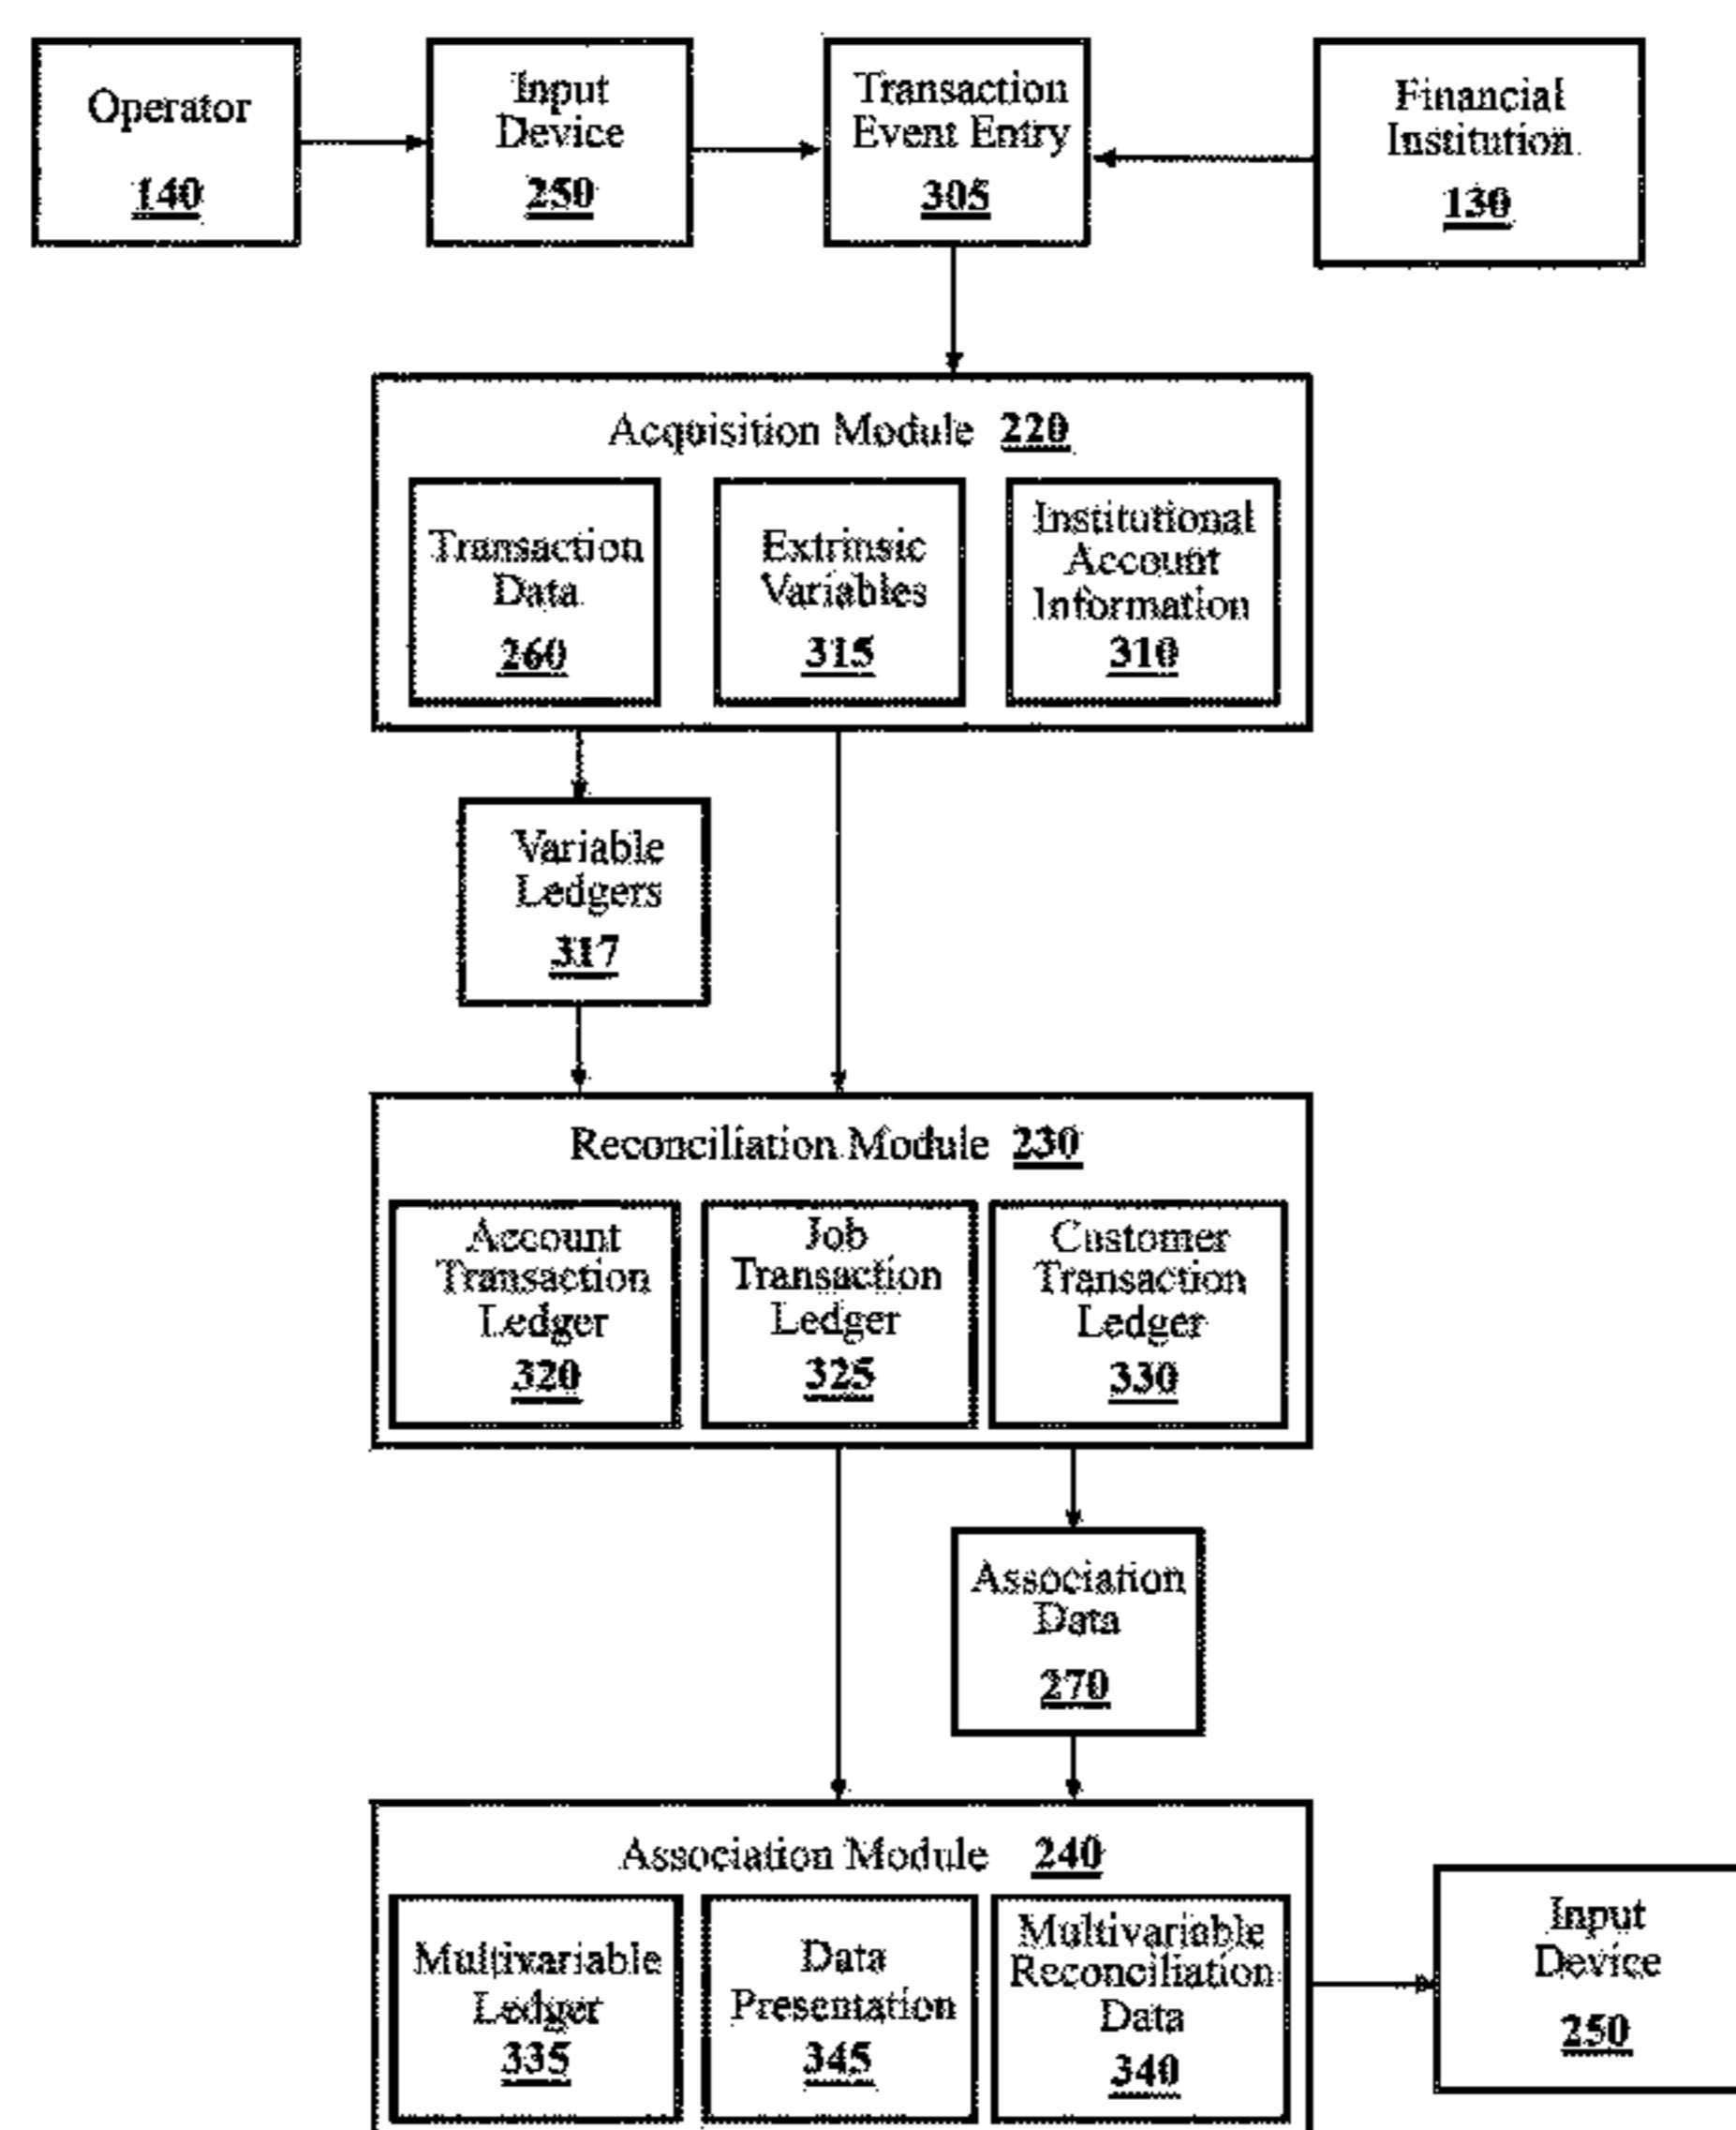 Operator
140
Input
Device
250
Transaction
Event Entry
305
Financial
Institution
130
Acquisition Module 220
Transaction
Data
260
Extrinsic
Variables
315
Institutional
Account
Information
310
Variable
Ledgers
317
Reconciliation Module 230
Account
Transaction
Ledger
320
Job
Transaction
Ledger
325
Customer
Transaction
Ledger
330
Association
Data
270
Association Module 240
Multivariable
Ledger
335
Data
Presentation
345
Multivariable
Reconciliation
Data
340
Input
Device
250